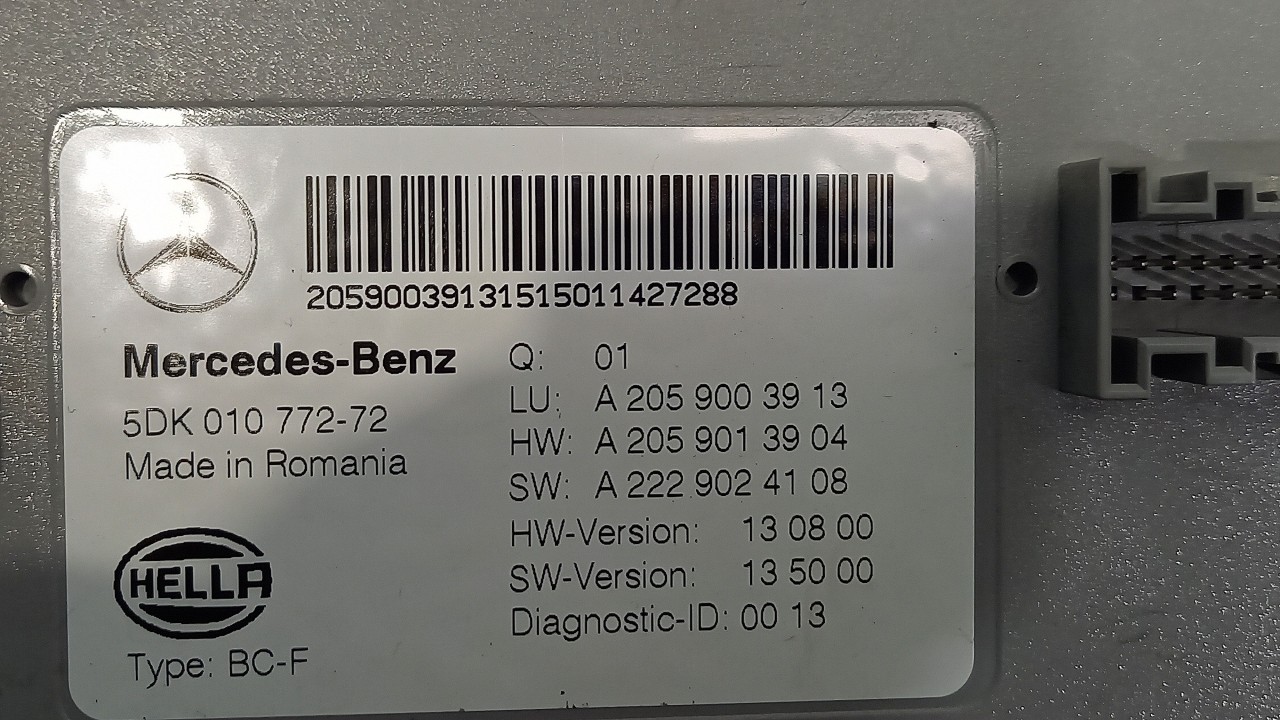 20590039131515011427288
Mercedes-Benz
5DK 010 772-72
Made in Romania
HELLA
Type: BC-F
Q: 01
LU: A 205 900 39 13
HW: A 205 901 39 04
SW: A 222 902 41 08
HW-Version: 13 08 00
SW-Version: 13 50 00
Diagnostic-ID: 00 13